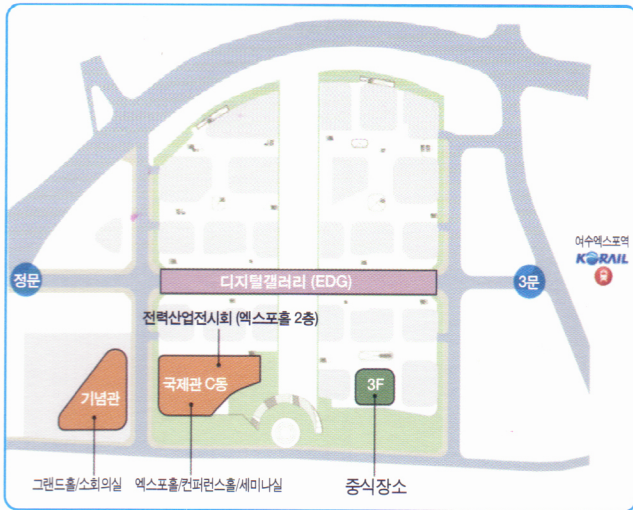 여수엑스포역
KORAIL
정문
디지털갤러리 (EDG)
3문
전력산업전시회 (엑스포홀 2층)
기념관
국제관 C동
3F
그랜드홀/소회의실
엑스포홀/컨퍼런스홀/세미나실
중식장소